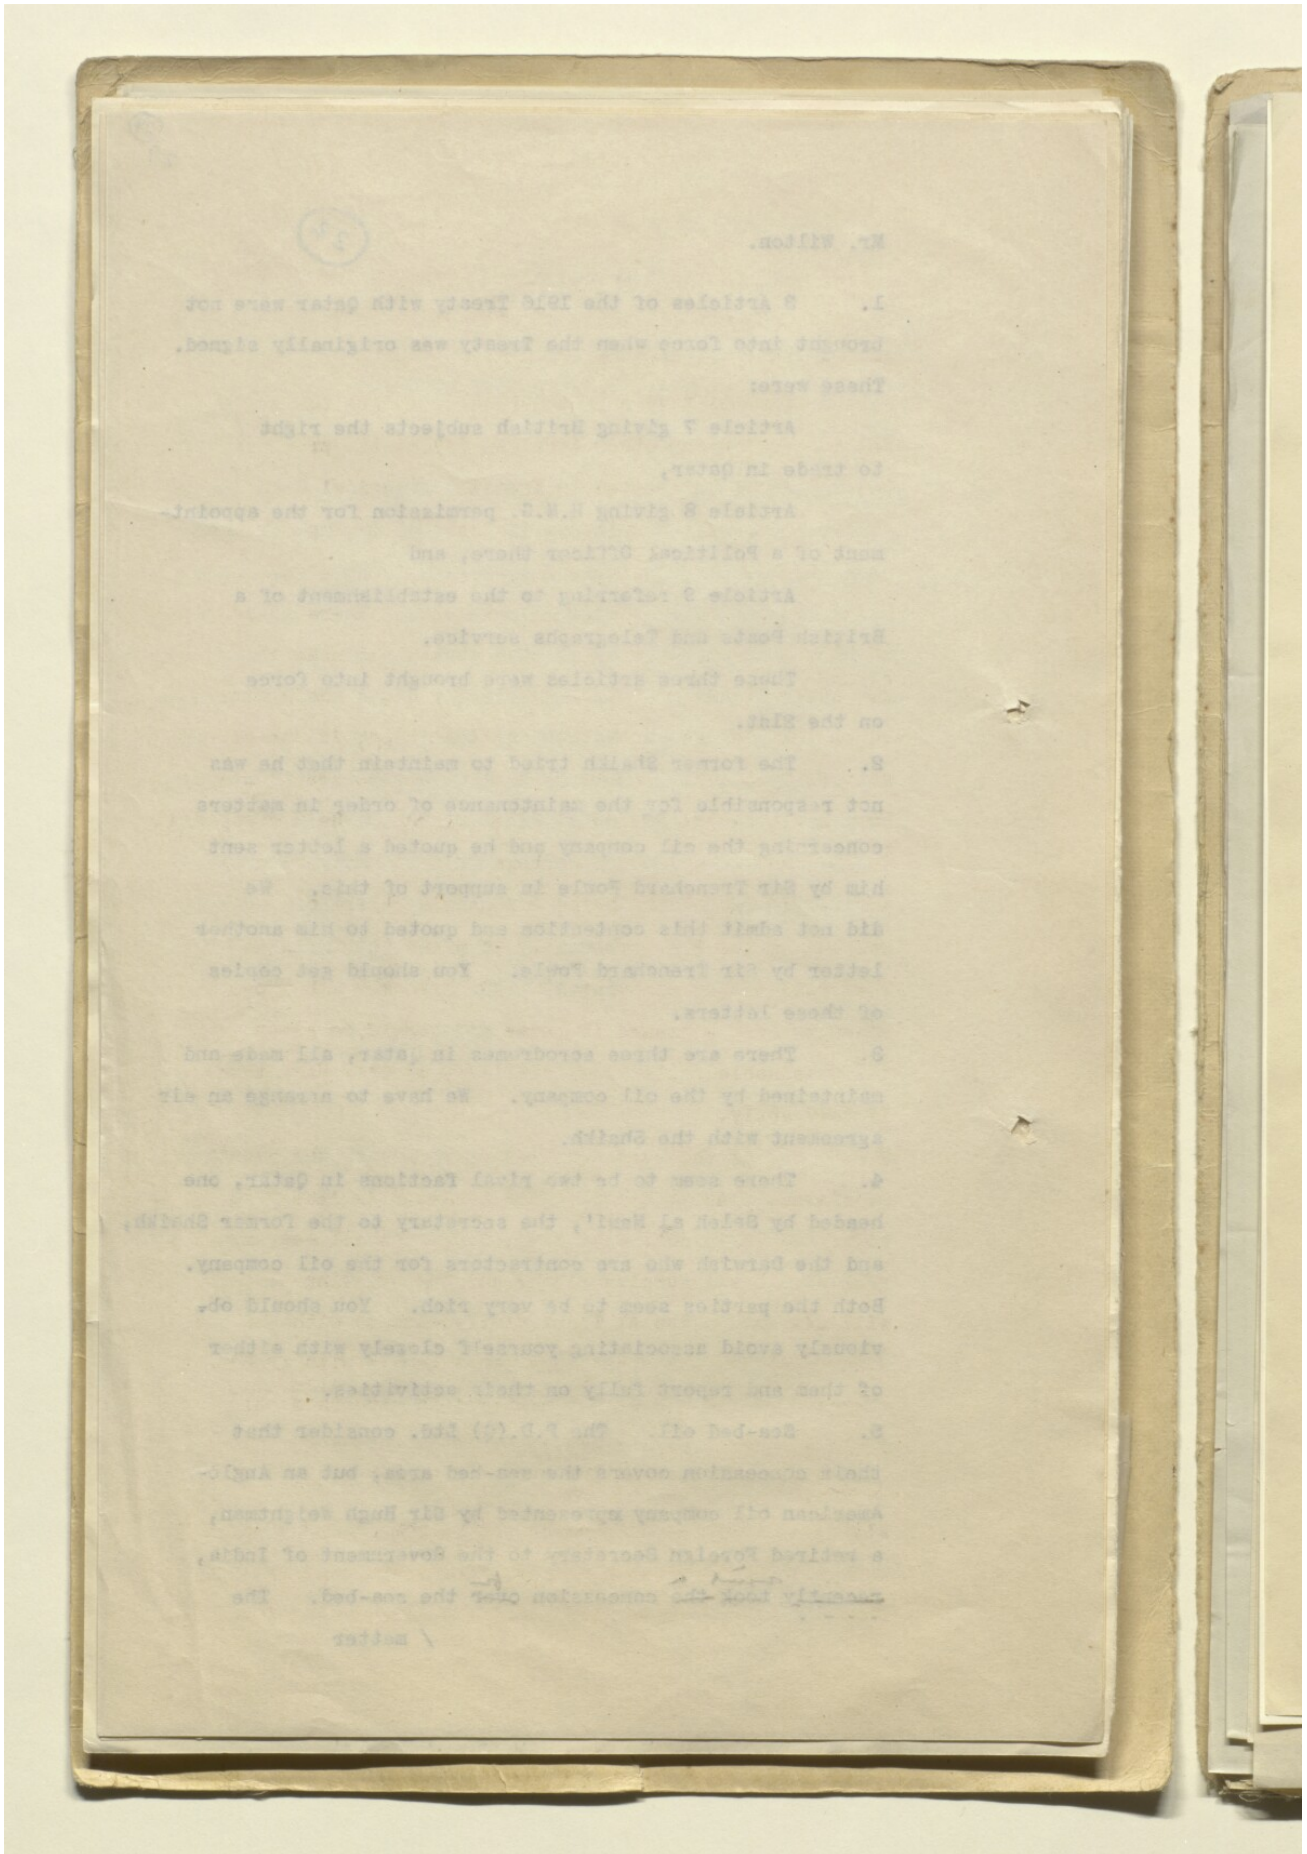 Mr. Wilton.
1. 3 Articles of the 1916 Treaty with Qatar were not
brought into force when the Treaty was originally signed.
These were:
Article 7 giving British subjects the right
to trade in Qatar,
Article 8 giving H.M.G. permission for the appoint-
ment of a Political Officer there, and
Article 9 referring to the establishment of a
British Posts and Telegraphs service.
These three articles were brought into force
on the 21st.
2. The former Shaikh tried to maintain that he was
not responsible for the maintenance of order in matters
concerning the oil company and he quoted a letter sent
him by Sir Trenchard Fowle in support of this. We
did not admit this contention and quoted to him another
letter by Sir Trenchard Fowle. You should get copies
of these letters.
3. There are three aerodromes in Qatar, all made and
maintained by the oil company. We have to arrange an air
agreement with the Shaikh.
4. There seem to be two rival factions in Qatar, one
headed by Saleh al Mana', the secretary to the former Shaikh,
and the Darwish who are contractors for the oil company.
Both the parties seem to be very rich. You should ob-
viously avoid associating yourself closely with either
of them and report fully on their activities.
5. Sea-bed oil. The P.D.(Q) Ltd. consider that
their concession covers the sea-bed area, but an Anglo-
American oil company represented by Sir Hugh Weightman,
a retired Foreign Secretary to the Government of India,
recently took the concession over the sea-bed. The
/ matter